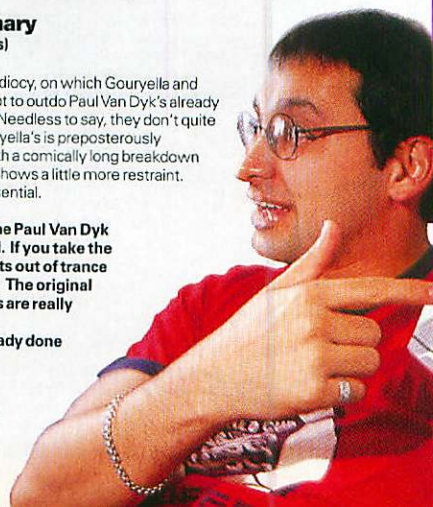 nary
s)
diocy, on which Gouryella and
ot to outdo Paul Van Dyk's already
Needless to say, they don't quite
yella's is preposterously
h a comically long breakdown
hows a little more restraint.
ential.
ne Paul Van Dyk
l. If you take the
ts out of trance
The original
s are really
ady done